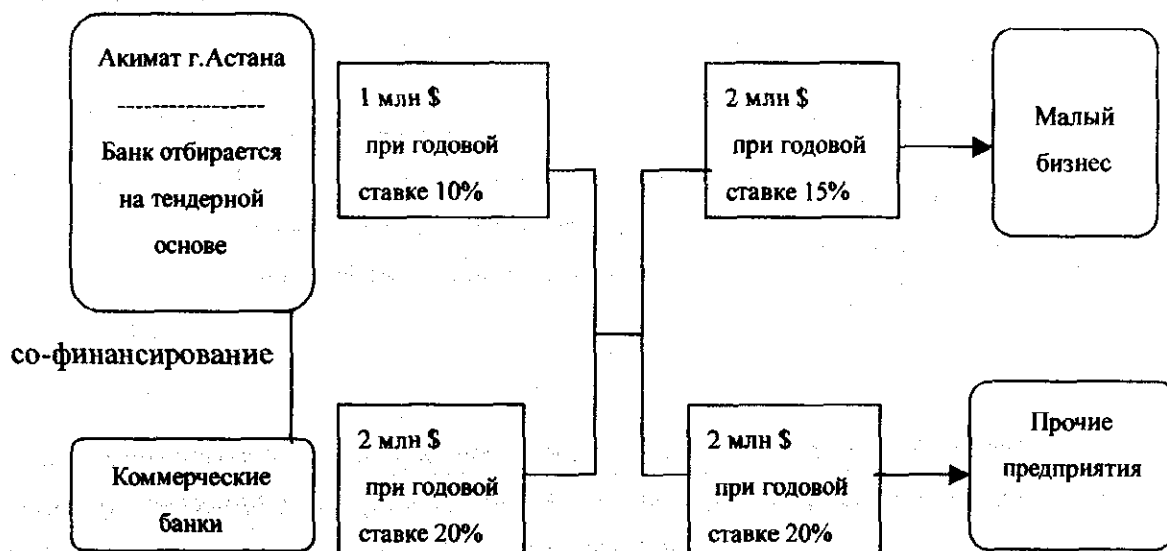 Акимат г.Астана
--------------------
Банк отбирается
на тендерной
основе
1 млн $
при годовой
ставке 10%
2 млн $
при годовой
ставке 15%
Малый
бизнес
со-финансирование
Коммерческие
банки
2 млн $
при годовой
ставке 20%
2 млн $
при годовой
ставке 20%
Прочие
предприятия